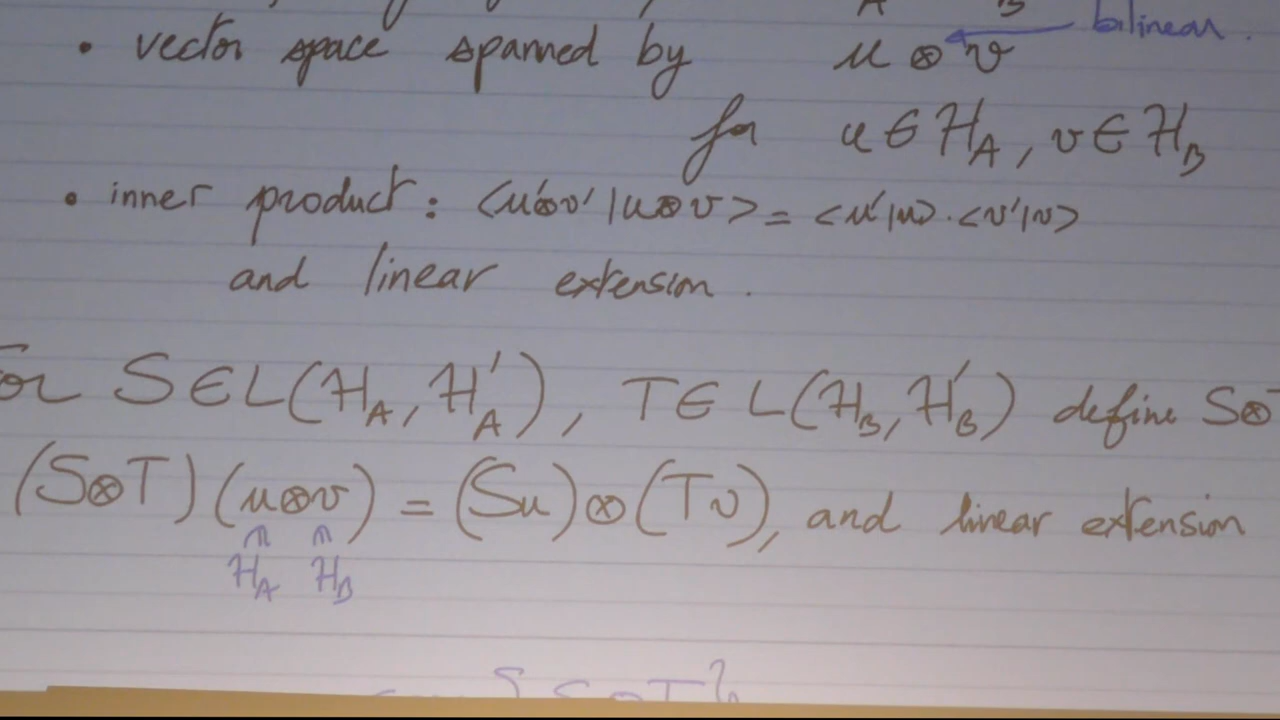 A B
bilinear.
• vector space spanned by u ⊗ v
for u ∈ H_A, v ∈ H_B
• inner product: <u'⊗v' | u⊗v> = <u'|u>·<v'|v>
and linear extension.
For S ∈ L(H_A, H'_A), T ∈ L(H_B, H'_B) define S⊗T
(S⊗T)(u⊗v) = (Su)⊗(Tv), and linear extension
∈ ∈
H_A H_B
{S⊗T}